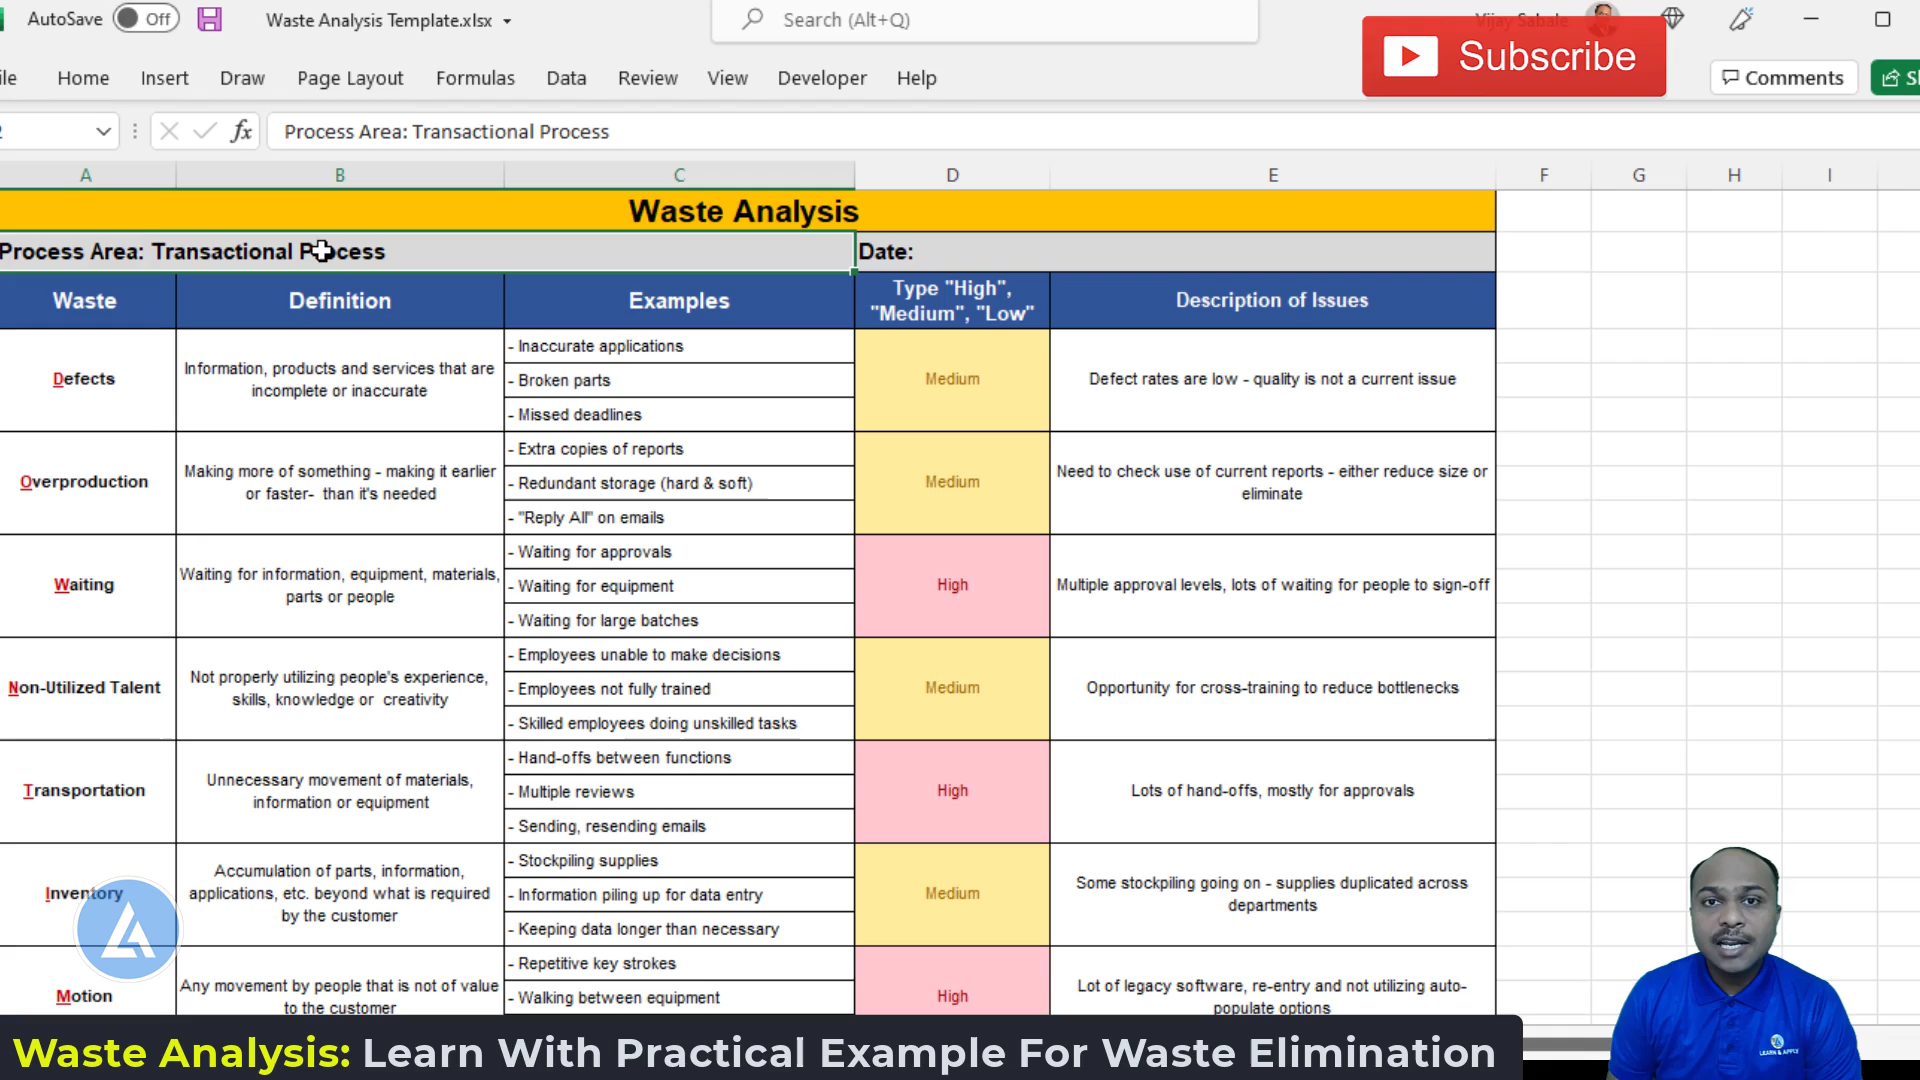 AutoSave Off Waste Analysis Template.xlsx Search (Alt+Q) Vijay Sabale
Subscribe
ile Home Insert Draw Page Layout Formulas Data Review View Developer Help Comments
fx Process Area: Transactional Process
A B C D E F G H I
Waste Analysis
Process Area: Transactional Process Date:
Waste Definition Examples Type "High", "Medium", "Low" Description of Issues
Defects
Information, products and services that are
incomplete or inaccurate
- Inaccurate applications
- Broken parts
- Missed deadlines
Medium
Defect rates are low - quality is not a current issue
Overproduction
Making more of something - making it earlier
or faster- than it's needed
- Extra copies of reports
- Redundant storage (hard & soft)
- "Reply All" on emails
Medium
Need to check use of current reports - either reduce size or
eliminate
Waiting
Waiting for information, equipment, materials,
parts or people
- Waiting for approvals
- Waiting for equipment
- Waiting for large batches
High
Multiple approval levels, lots of waiting for people to sign-off
Non-Utilized Talent
Not properly utilizing people's experience,
skills, knowledge or creativity
- Employees unable to make decisions
- Employees not fully trained
- Skilled employees doing unskilled tasks
Medium
Opportunity for cross-training to reduce bottlenecks
Transportation
Unnecessary movement of materials,
information or equipment
- Hand-offs between functions
- Multiple reviews
- Sending, resending emails
High
Lots of hand-offs, mostly for approvals
Inventory
Accumulation of parts, information,
applications, etc. beyond what is required
by the customer
- Stockpiling supplies
- Information piling up for data entry
- Keeping data longer than necessary
Medium
Some stockpiling going on - supplies duplicated across
departments
Motion
Any movement by people that is not of value
to the customer
- Repetitive key strokes
- Walking between equipment
High
Lot of legacy software, re-entry and not utilizing auto-
populate options
LEARN & APPLY
Waste Analysis: Learn With Practical Example For Waste Elimination